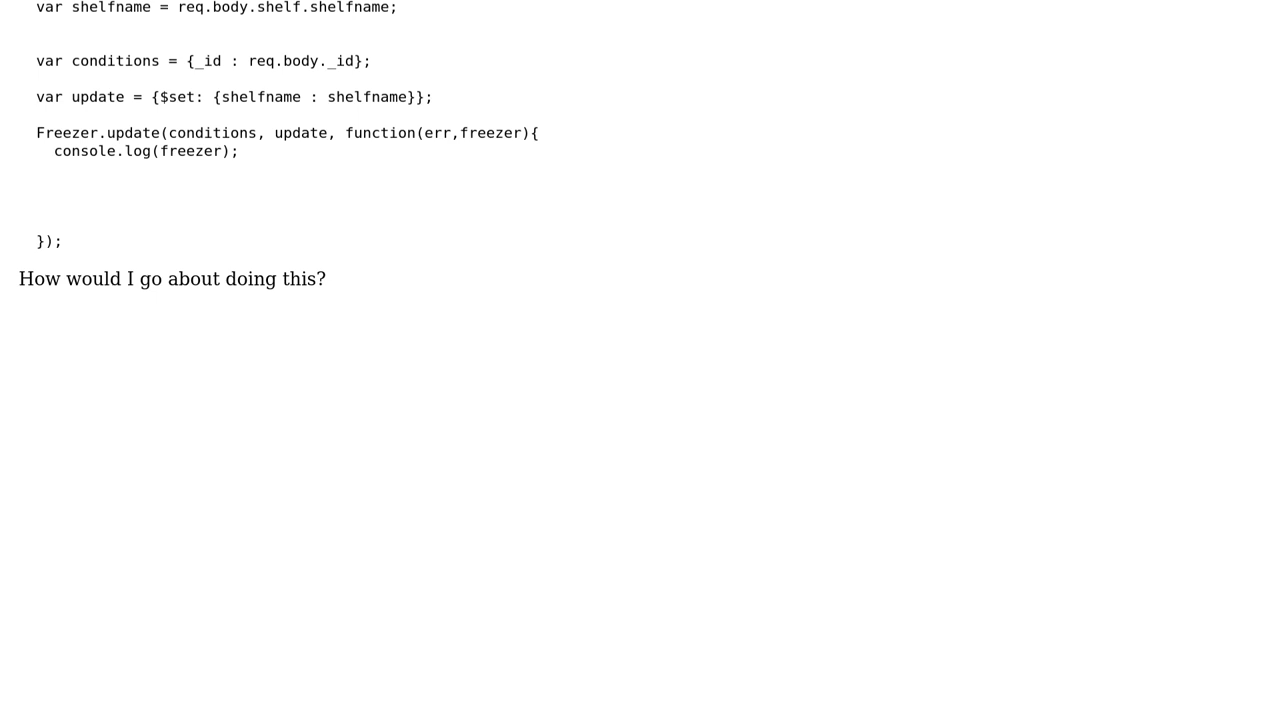 var shelfname = req.body.shelf.shelfname;
var conditions = {_id : req.body._id};
var update = {$set: {shelfname : shelfname}};
Freezer.update(conditions, update, function(err,freezer){
console.log(freezer);
});
How would I go about doing this?